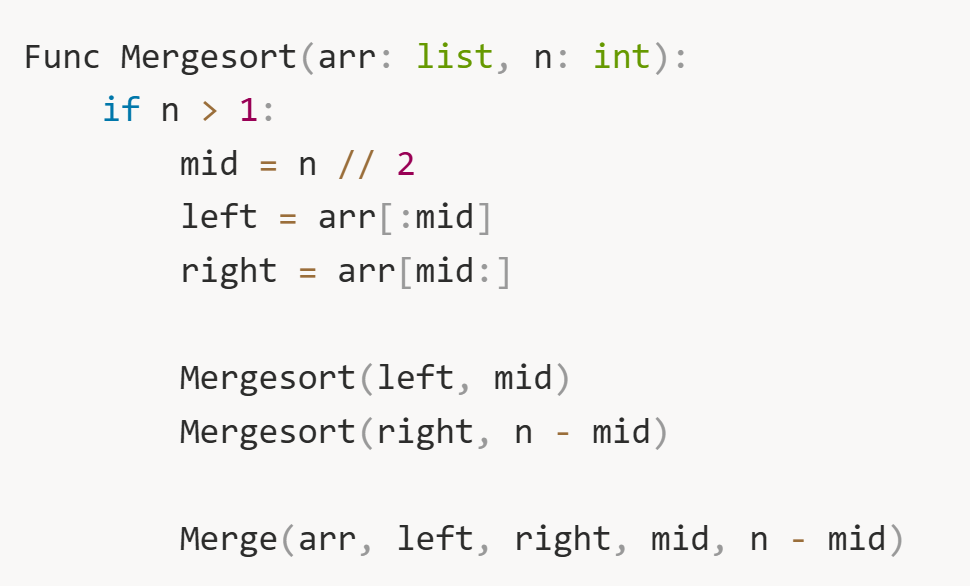 Func Mergesort(arr: list, n: int):
    if n > 1:
        mid = n // 2
        left = arr[:mid]
        right = arr[mid:]

        Mergesort(left, mid)
        Mergesort(right, n - mid)

        Merge(arr, left, right, mid, n - mid)